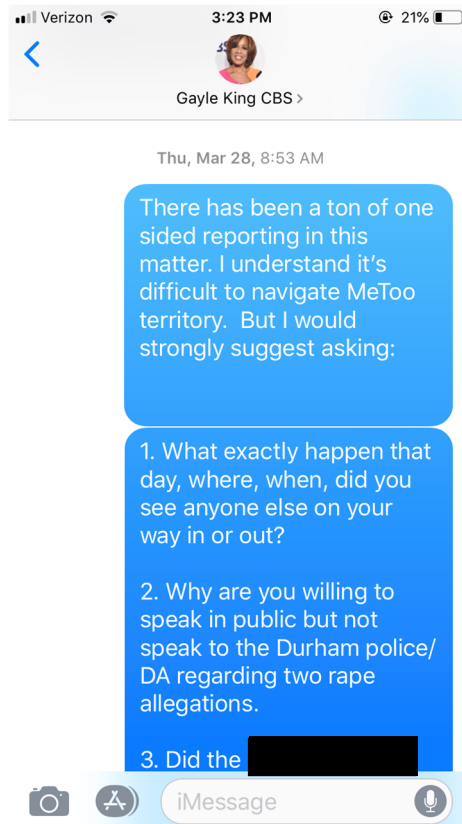 Verizon 3:23 PM 21%
Gayle King CBS >
Thu, Mar 28, 8:53 AM
There has been a ton of one
sided reporting in this
matter. I understand it's
difficult to navigate MeToo
territory.  But I would
strongly suggest asking:
1. What exactly happen that
day, where, when, did you
see anyone else on your
way in or out?
2. Why are you willing to
speak in public but not
speak to the Durham police/
DA regarding two rape
allegations.
3. Did the
iMessage